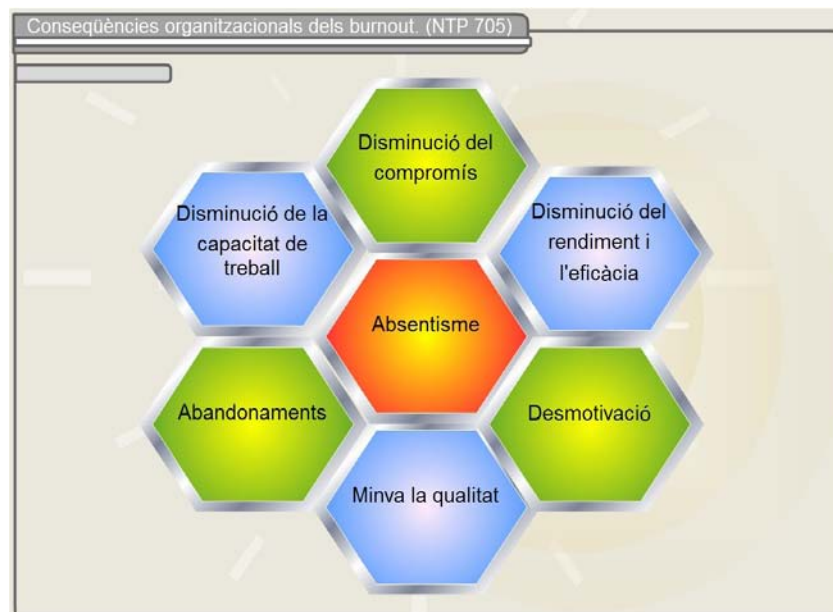 Conseqüències organitzacionals dels burnout. (NTP 705)
Disminució del
compromís
Disminució de la
capacitat de
treball
Disminució del
rendiment i
l'eficàcia
Absentisme
Abandonaments
Desmotivació
Minva la qualitat